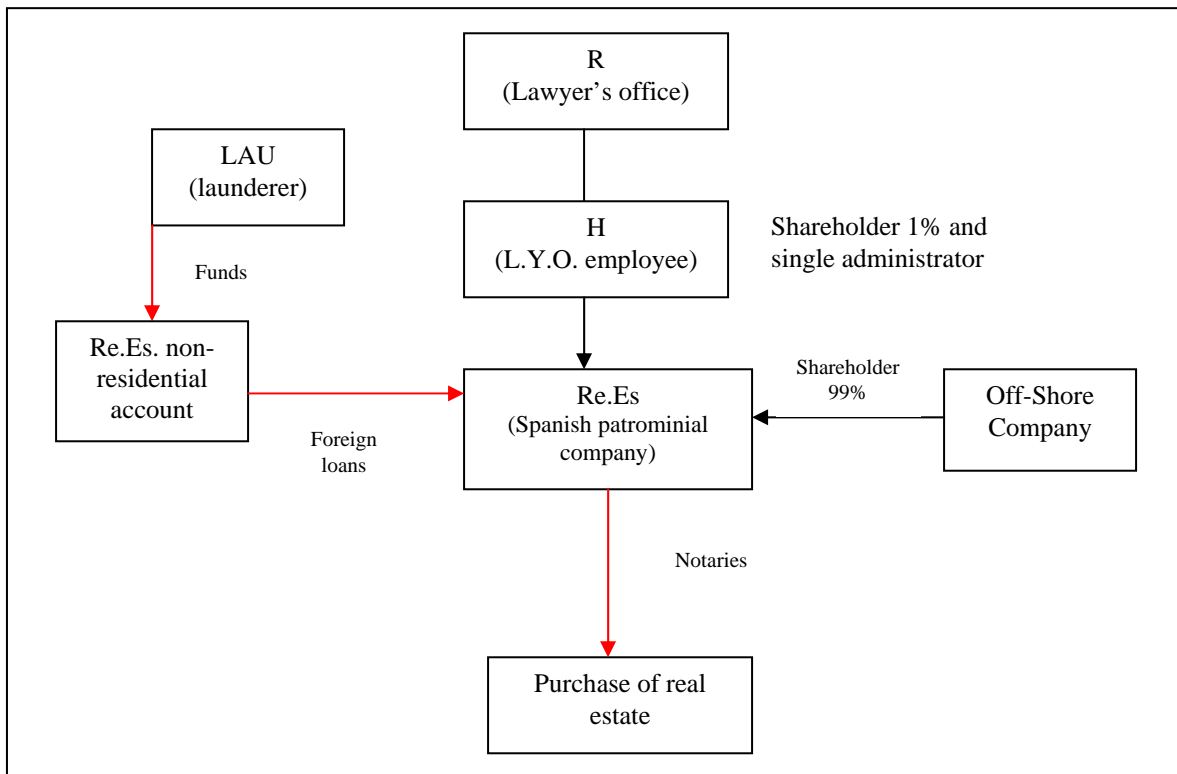 R
(Lawyer’s office)
LAU
(launderer)
H
(L.Y.O. employee)
Shareholder 1% and
single administrator
Funds
Re.Es. non-
residential
account
Foreign
loans
Re.Es
(Spanish patrominial
company)
Shareholder
99%
Off-Shore
Company
Notaries
Purchase of real
estate